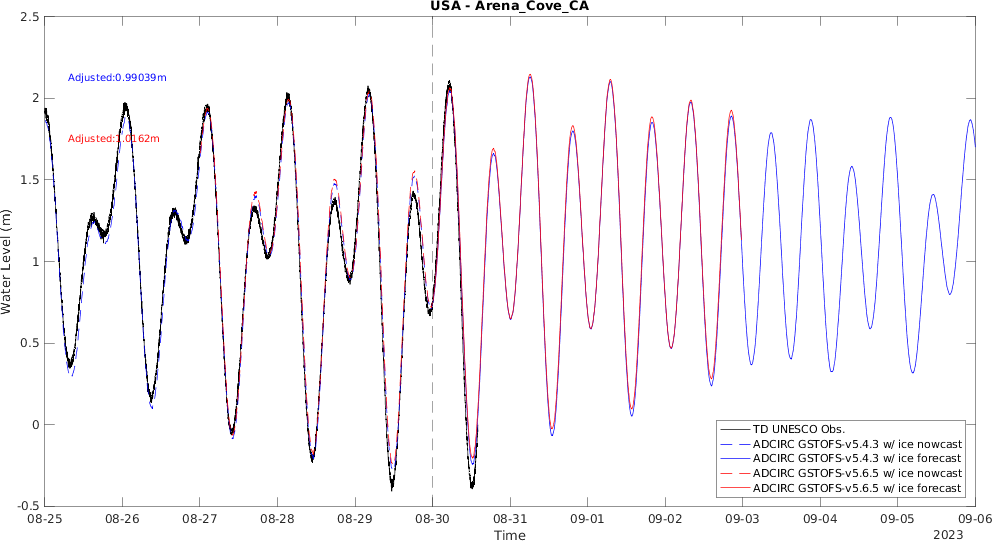 USA - Arena_Cove_CA
2.5
2
1.5
1
0.5
0
-0.5
Water Level (m)
Adjusted:0.99039m
Adjusted:1.0162m
TD UNESCO Obs.
ADCIRC GSTOFS-v5.4.3 w/ ice nowcast
ADCIRC GSTOFS-v5.4.3 w/ ice forecast
ADCIRC GSTOFS-v5.6.5 w/ ice nowcast
ADCIRC GSTOFS-v5.6.5 w/ ice forecast
08-25 08-26 08-27 08-28 08-29 08-30 08-31 09-01 09-02 09-03 09-04 09-05 09-06
Time
2023